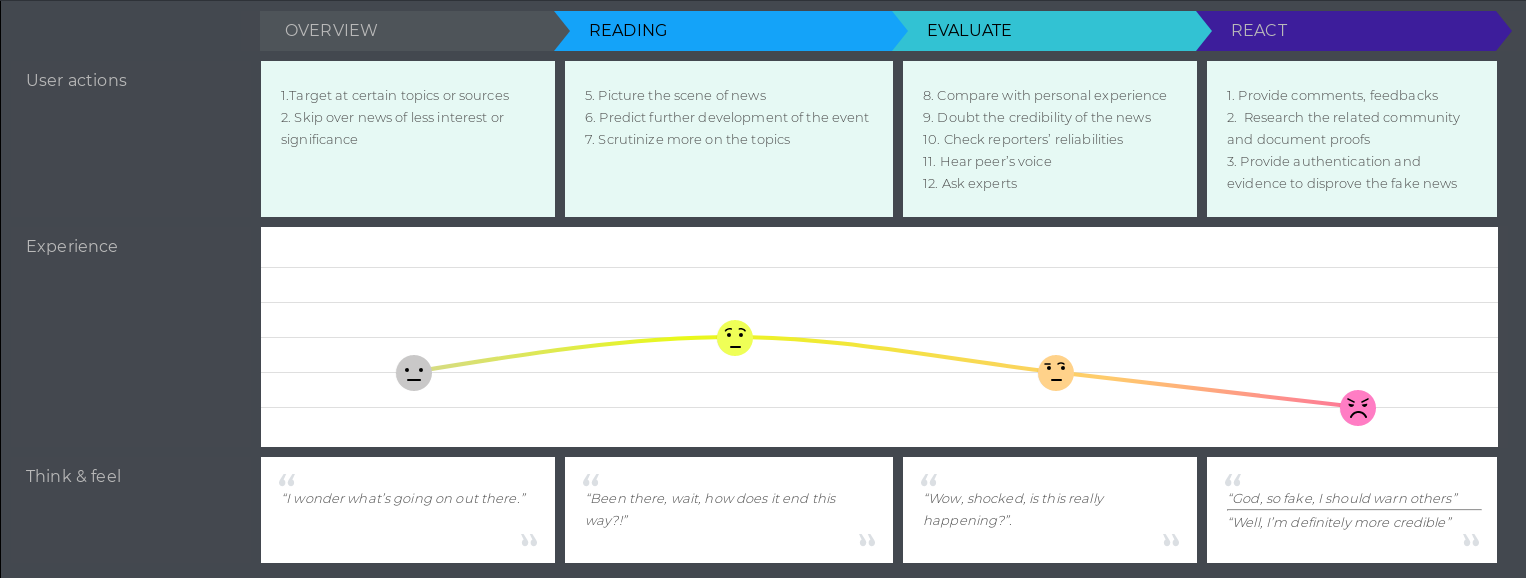 OVERVIEW
READING
EVALUATE
REACT
User actions
1.Target at certain topics or sources
2. Skip over news of less interest or
significance
5. Picture the scene of news
6. Predict further development of the event
7. Scrutinize more on the topics
8. Compare with personal experience
9. Doubt the credibility of the news
10. Check reporters’ reliabilities
11. Hear peer’s voice
12. Ask experts
1. Provide comments, feedbacks
2.  Research the related community
and document proofs
3. Provide authentication and
evidence to disprove the fake news
Experience
Think & feel
“I wonder what’s going on out there.”
“Been there, wait, how does it end this
way?!”
“Wow, shocked, is this really
happening?”.
“God, so fake, I should warn others”
“Well, I’m definitely more credible”